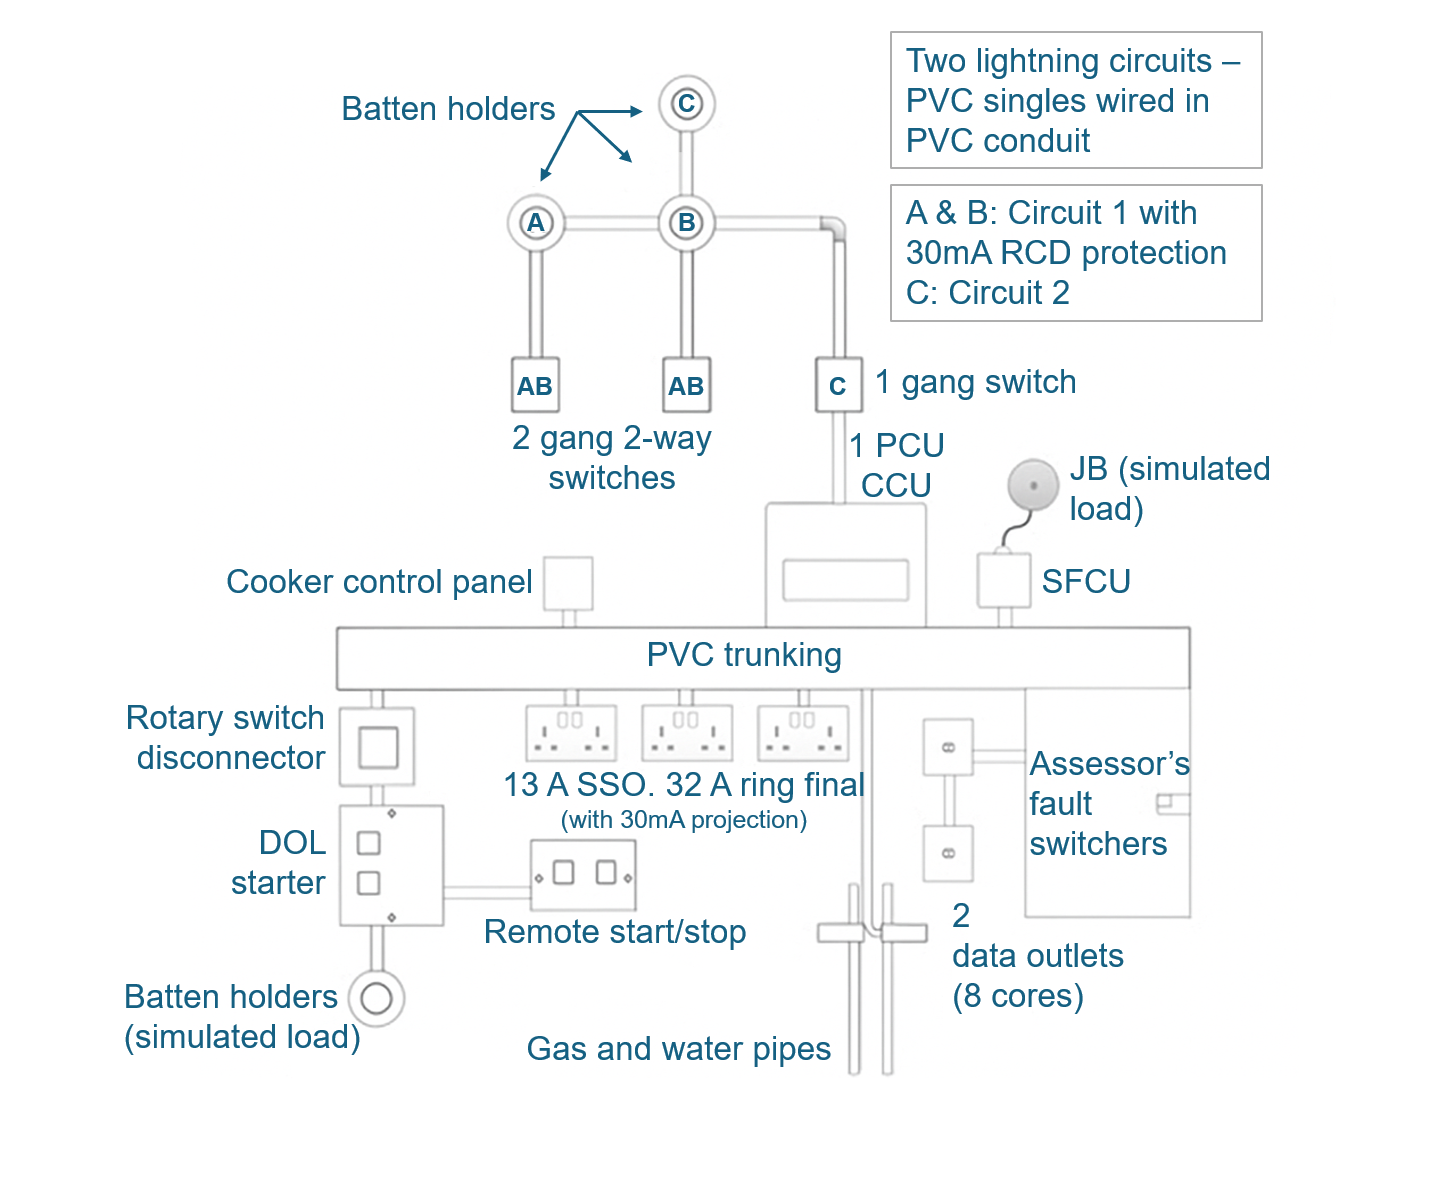 Two lightning circuits –
PVC singles wired in
PVC conduit
Batten holders
C
A & B: Circuit 1 with
30mA RCD protection
C: Circuit 2
A
B
AB
AB
C
1 gang switch
2 gang 2-way
switches
1 PCU
CCU
JB (simulated
load)
Cooker control panel
SFCU
PVC trunking
Rotary switch
disconnector
13 A SSO. 32 A ring final
(with 30mA projection)
Assessor’s
fault
switchers
DOL
starter
Remote start/stop
2
data outlets
(8 cores)
Batten holders
(simulated load)
Gas and water pipes